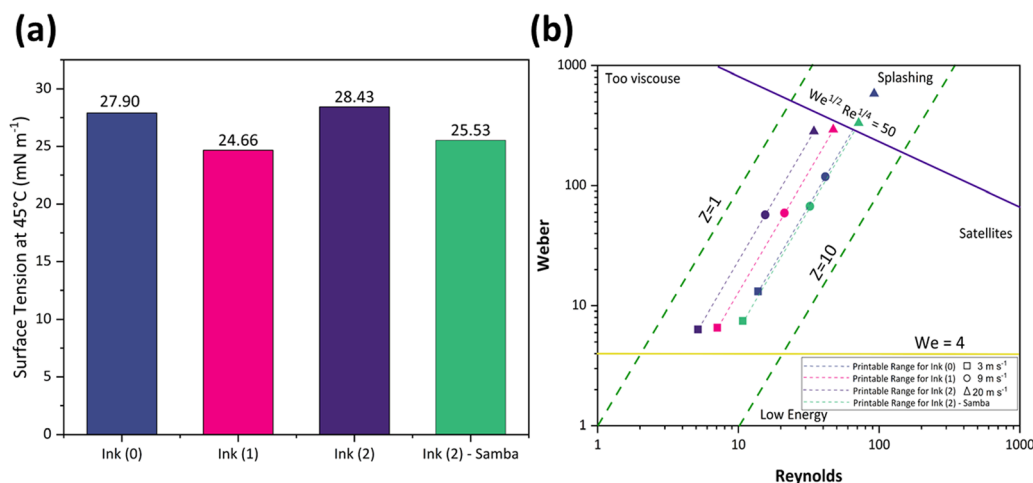 (a)
Surface Tension at 45°C (mN m⁻¹)
30
25
20
15
10
5
0
27.90
24.66
28.43
25.53
Ink (0)
Ink (1)
Ink (2)
Ink (2) - Samba
(b)
Weber
1000
100
10
1
Too viscouse
Splashing
We^1/2 Re^1/4 = 50
Z=1
Z=10
Satellites
We = 4
Low Energy
Printable Range for Ink (0)
Printable Range for Ink (1)
Printable Range for Ink (2)
Printable Range for Ink (2) - Samba
3 m s⁻¹
9 m s⁻¹
20 m s⁻¹
1
10
100
1000
Reynolds